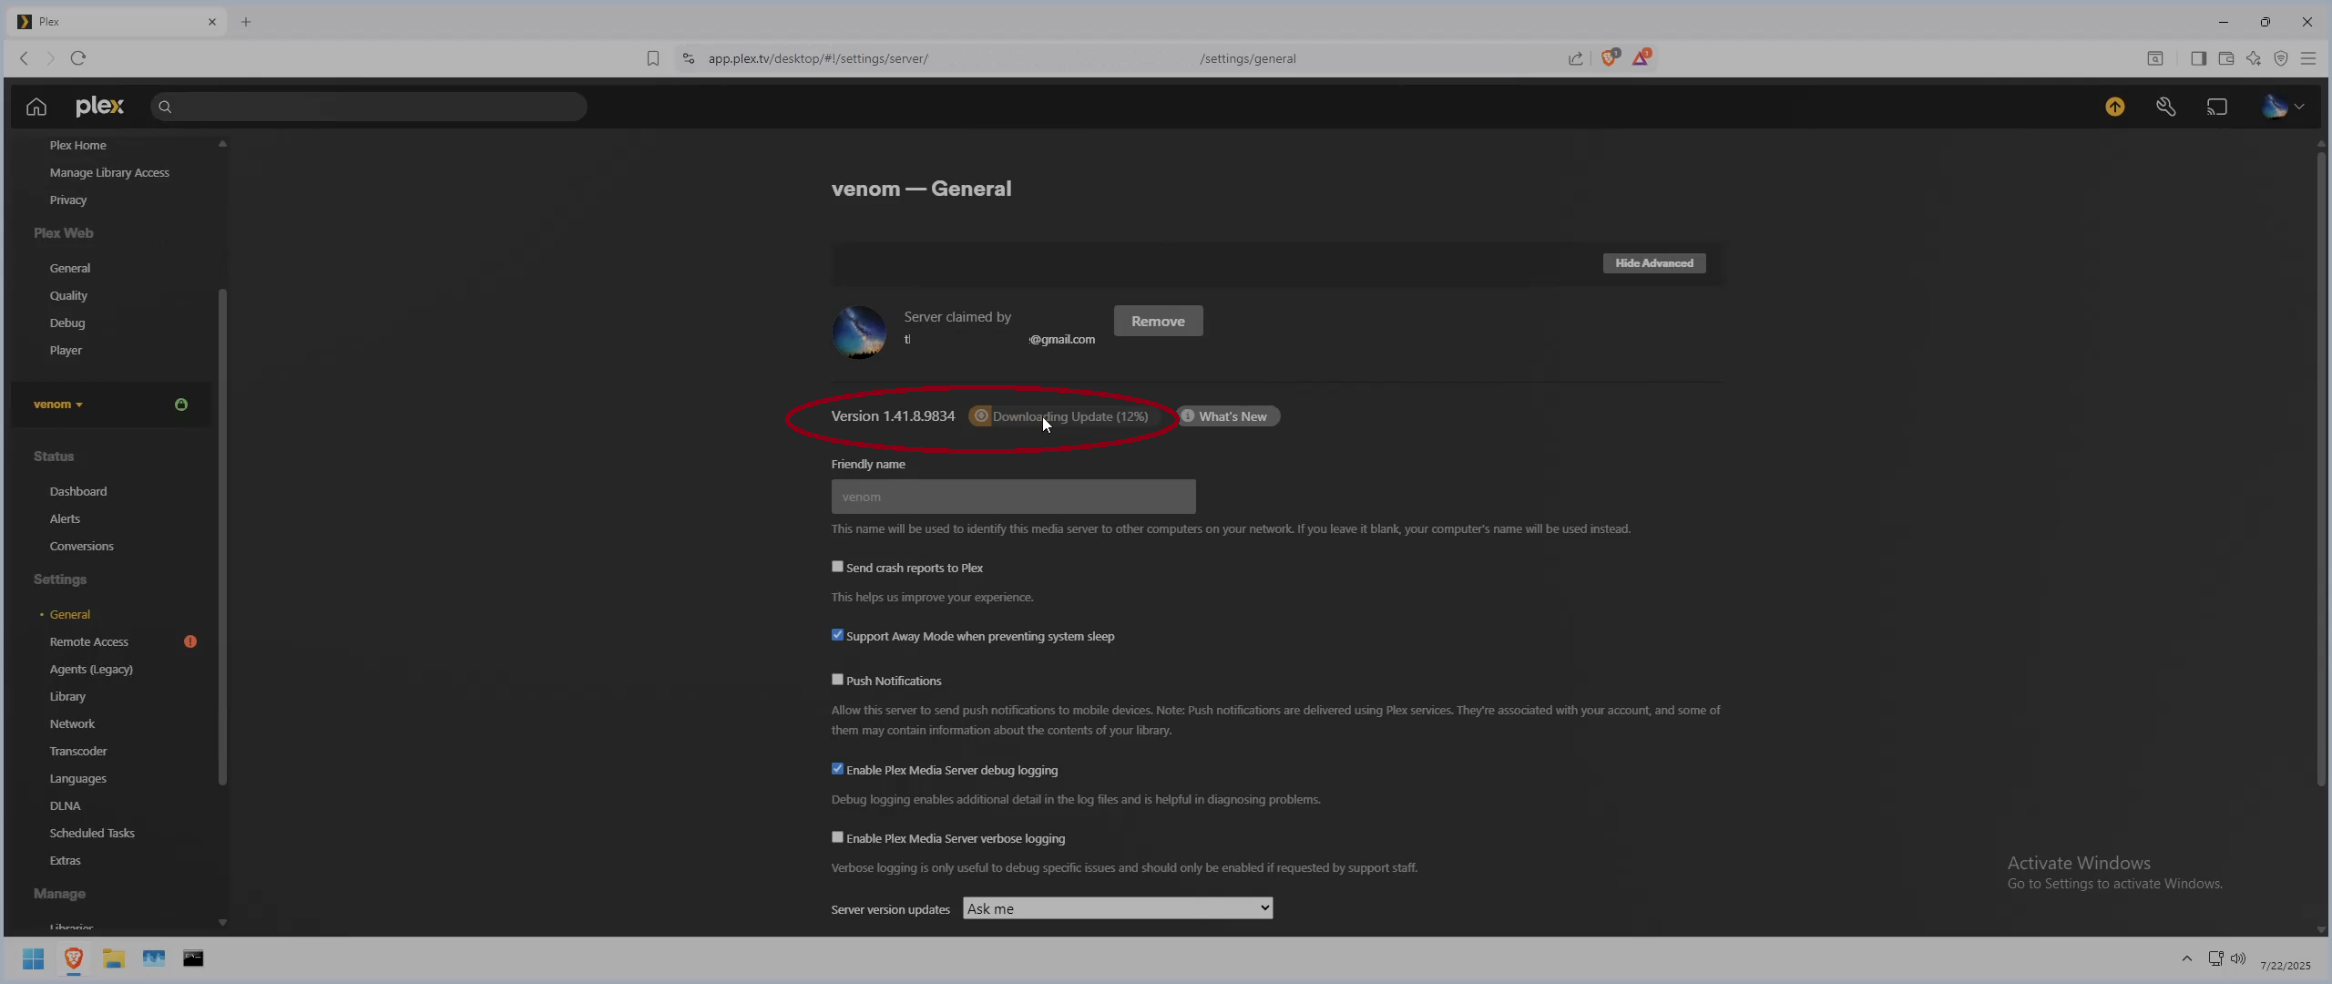 Plex
app.plex.tv/desktop/#!/settings/server/ /settings/general
1
1
plex
Plex Home
Manage Library Access
Privacy
Plex Web
General
Quality
Debug
Player
venom
Status
Dashboard
Alerts
Conversions
Settings
General
Remote Access
Agents (Legacy)
Library
Network
Transcoder
Languages
DLNA
Scheduled Tasks
Extras
Manage
Libraries
venom — General
Hide Advanced
Server claimed by
@gmail.com
Remove
Version 1.41.8.9834 Downloading Update (12%) What's New
Friendly name
venom
This name will be used to identify this media server to other computers on your network. If you leave it blank, your computer's name will be used instead.
Send crash reports to Plex
This helps us improve your experience.
Support Away Mode when preventing system sleep
Push Notifications
Allow this server to send push notifications to mobile devices. Note: Push notifications are delivered using Plex services. They're associated with your account, and some of
them may contain information about the contents of your library.
Enable Plex Media Server debug logging
Debug logging enables additional detail in the log files and is helpful in diagnosing problems.
Enable Plex Media Server verbose logging
Verbose logging is only useful to debug specific issues and should only be enabled if requested by support staff.
Server version updates Ask me
Activate Windows
Go to Settings to activate Windows.
7/22/2025